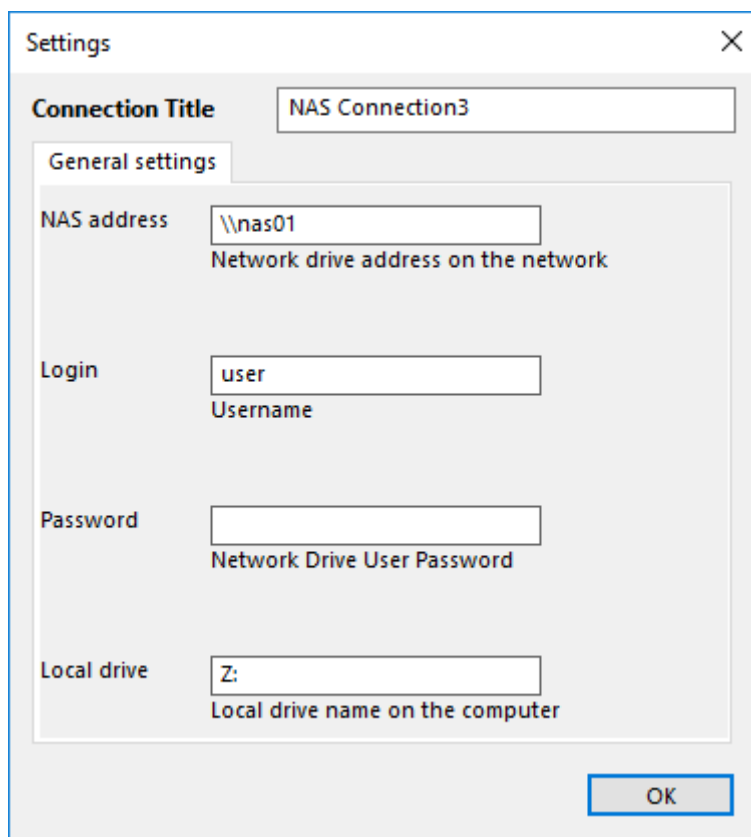 Settings
Connection Title NAS Connection3
General settings
NAS address \\nas01
Network drive address on the network
Login user
Username
Password
Network Drive User Password
Local drive Z:
Local drive name on the computer
OK